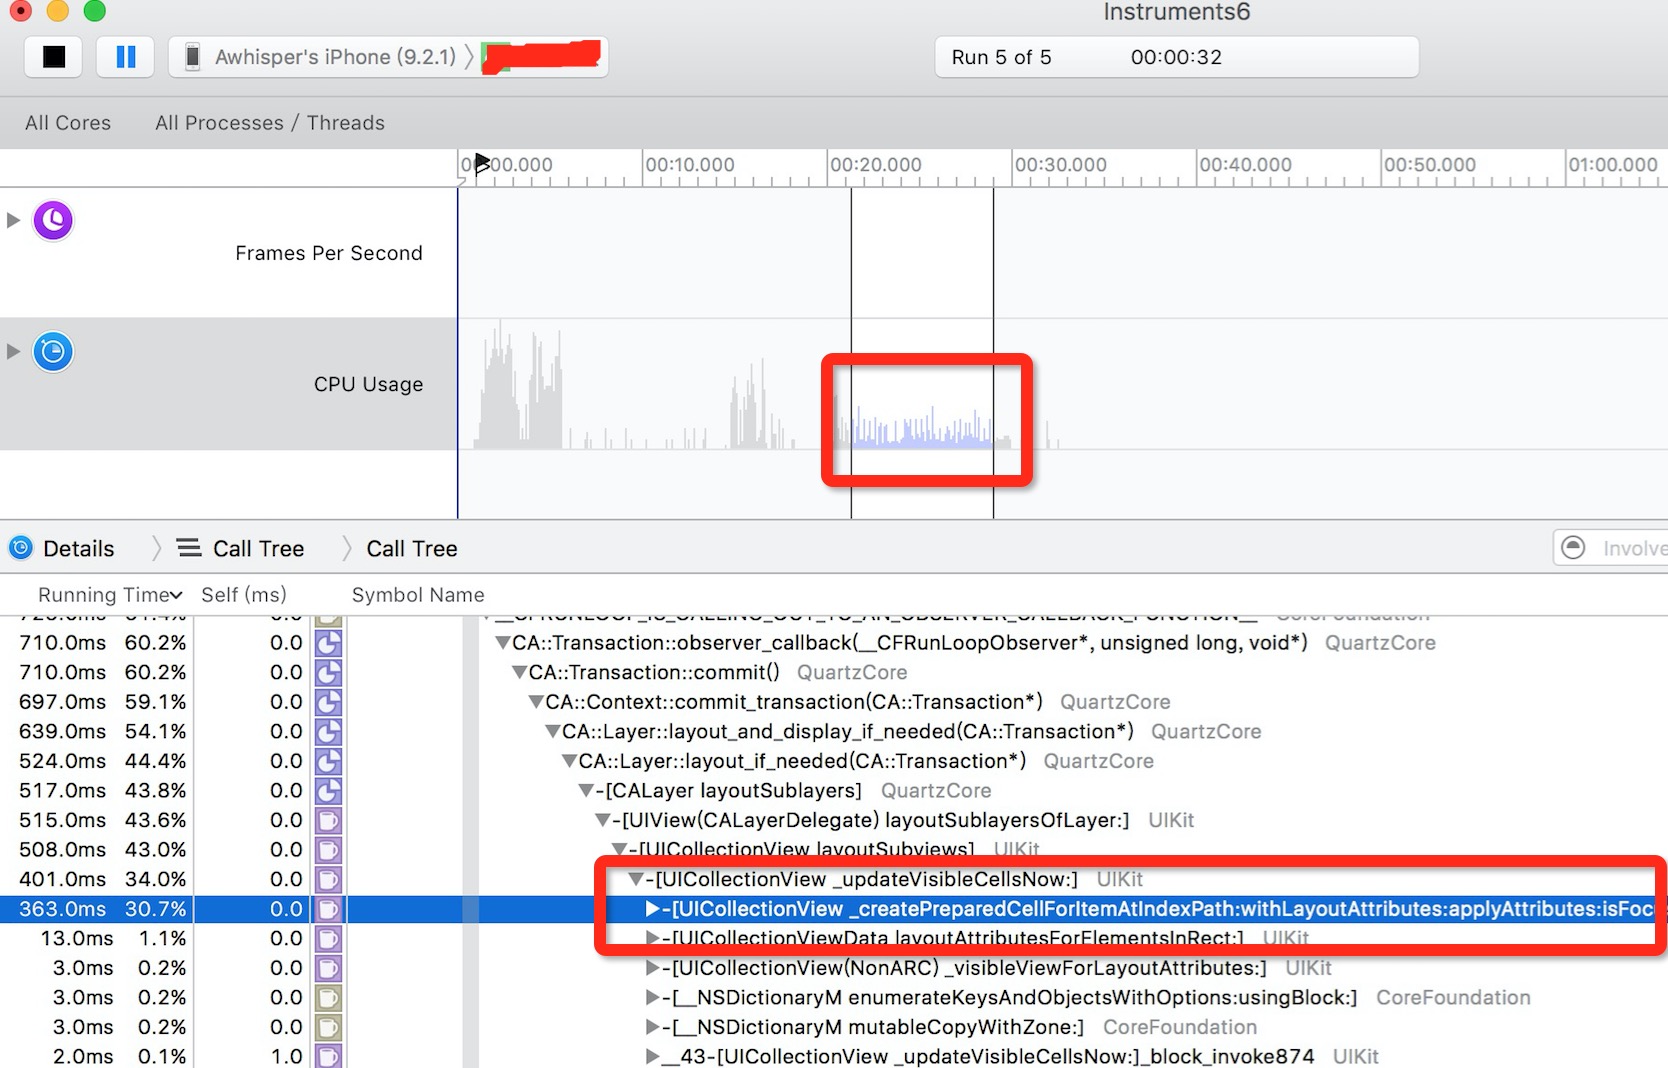 Instruments6
Awhisper's iPhone (9.2.1)
Run 5 of 5 00:00:32
All Cores All Processes / Threads
00:10.000 00:20.000 00:30.000 00:40.000 00:50.000 01:00.000
Frames Per Second
CPU Usage
Details Call Tree Call Tree Involve
Running Time Self (ms) Symbol Name
710.0ms 60.2% 0.0 CA::Transaction::observer_callback(__CFRunLoopObserver*, unsigned long, void*) QuartzCore
710.0ms 60.2% 0.0 CA::Transaction::commit() QuartzCore
697.0ms 59.1% 0.0 CA::Context::commit_transaction(CA::Transaction*) QuartzCore
639.0ms 54.1% 0.0 CA::Layer::layout_and_display_if_needed(CA::Transaction*) QuartzCore
524.0ms 44.4% 0.0 CA::Layer::layout_if_needed(CA::Transaction*) QuartzCore
517.0ms 43.8% 0.0 -[CALayer layoutSublayers] QuartzCore
515.0ms 43.6% 0.0 -[UIView(CALayerDelegate) layoutSublayersOfLayer:] UIKit
508.0ms 43.0% 0.0 -[UICollectionView layoutSubviews] UIKit
401.0ms 34.0% 0.0 -[UICollectionView _updateVisibleCellsNow:] UIKit
363.0ms 30.7% 0.0 -[UICollectionView _createPreparedCellForItemAtIndexPath:withLayoutAttributes:applyAttributes:isFoc
13.0ms 1.1% 0.0 -[UICollectionViewData layoutAttributesForElementsInRect:] UIKit
3.0ms 0.2% 0.0 -[UICollectionView(NonARC) _visibleViewForLayoutAttributes:] UIKit
3.0ms 0.2% 0.0 -[__NSDictionaryM enumerateKeysAndObjectsWithOptions:usingBlock:] CoreFoundation
3.0ms 0.2% 0.0 -[__NSDictionaryM mutableCopyWithZone:] CoreFoundation
2.0ms 0.1% 1.0 __43-[UICollectionView _updateVisibleCellsNow:]_block_invoke874 UIKit